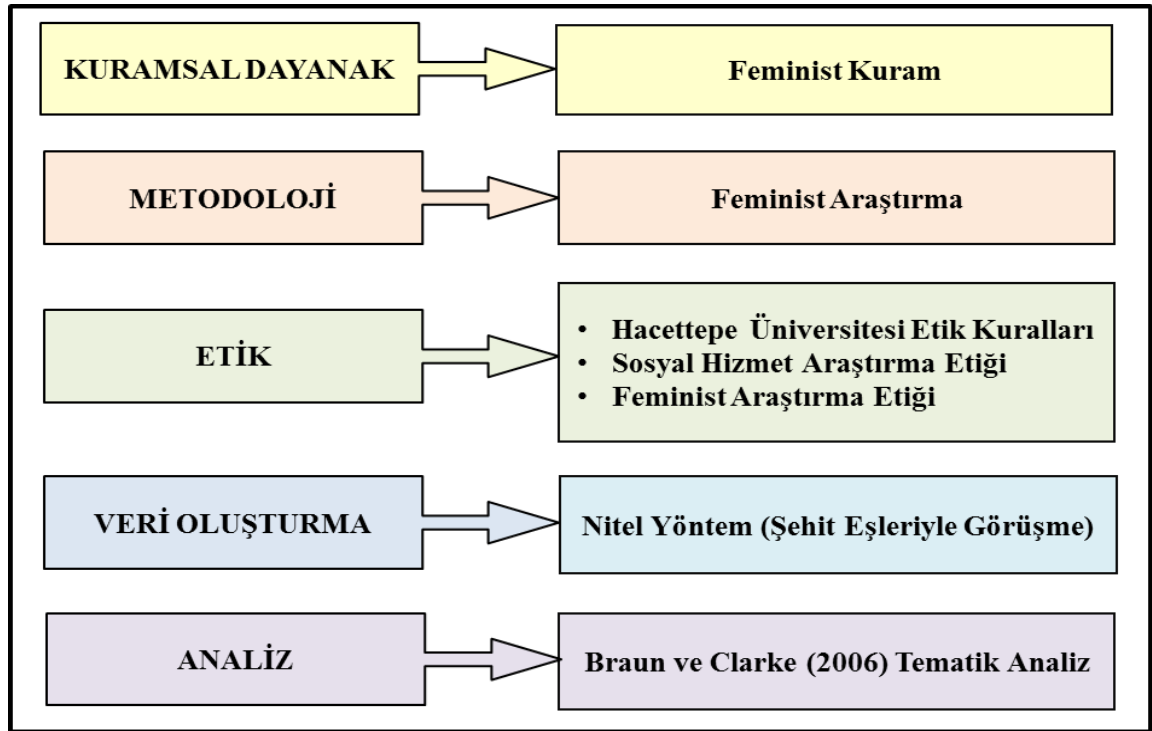 KURAMSAL DAYANAK
Feminist Kuram
METODOLOJİ
Feminist Araştırma
ETİK
• Hacettepe Üniversitesi Etik Kuralları
• Sosyal Hizmet Araştırma Etiği
• Feminist Araştırma Etiği
VERİ OLUŞTURMA
Nitel Yöntem (Şehit Eşleriyle Görüşme)
ANALİZ
Braun ve Clarke (2006) Tematik Analiz